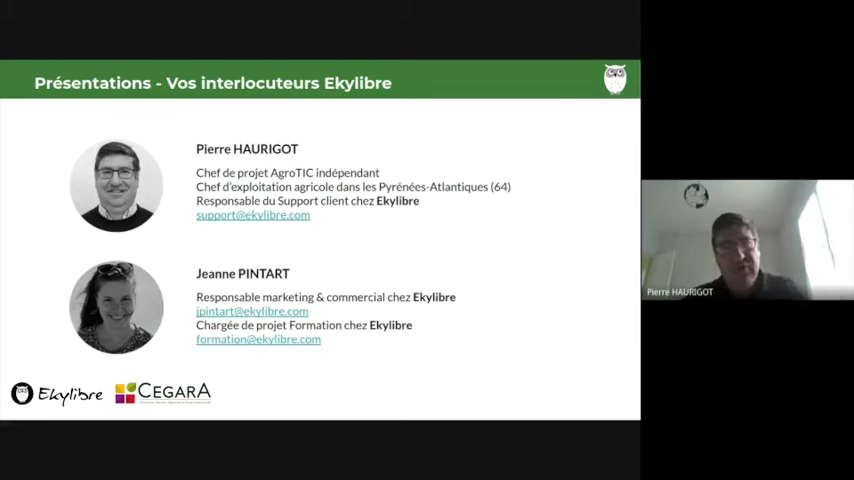 Présentations - Vos interlocuteurs Ekylibre
Pierre HAURIGOT
Chef de projet AgroTIC indépendant
Chef d'exploitation agricole dans les Pyrénées-Atlantiques (64)
Responsable du Support client chez Ekylibre
support@ekylibre.com
Jeanne PINTART
Responsable marketing & commercial chez Ekylibre
jpintart@ekylibre.com
Chargée de projet Formation chez Ekylibre
formation@ekylibre.com
Ekylibre
CEGARA
Pierre HAURIGOT